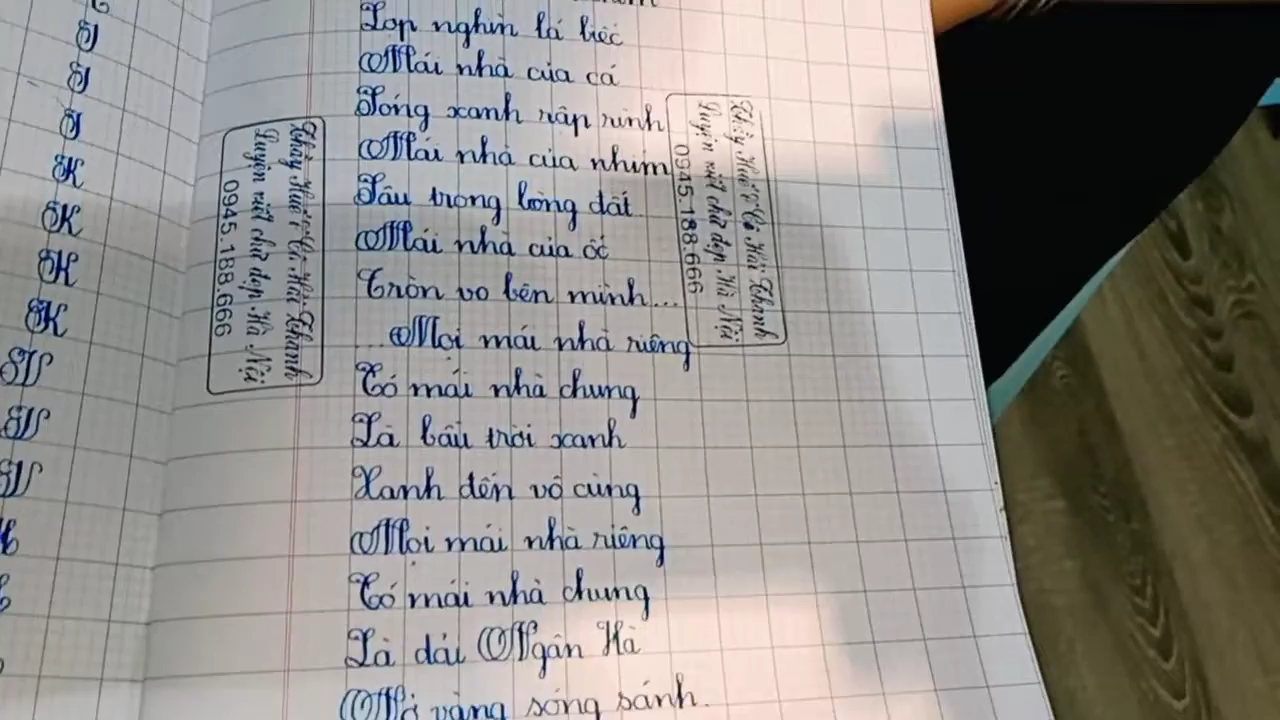 Lợp nghìn lá biếc
Mái nhà của cá
Sóng xanh rập rình
Mái nhà của nhím
Sâu trong lòng đất
Mái nhà của ốc
Tròn vo bên mình...
...Mọi mái nhà riêng
Có mái nhà chung
Là bầu trời xanh
Xanh đến vô cùng
Mọi mái nhà riêng
Có mái nhà chung
Là dải Ngân Hà
sóng sánh.
Thầy Huế + Cô Hải Thanh
Luyện viết chữ đẹp Hà Nội
0945.188.666
Thầy Huế + Cô Hải Thanh
Luyện viết chữ đẹp Hà Nội
0945.188.666
K
K
K
K